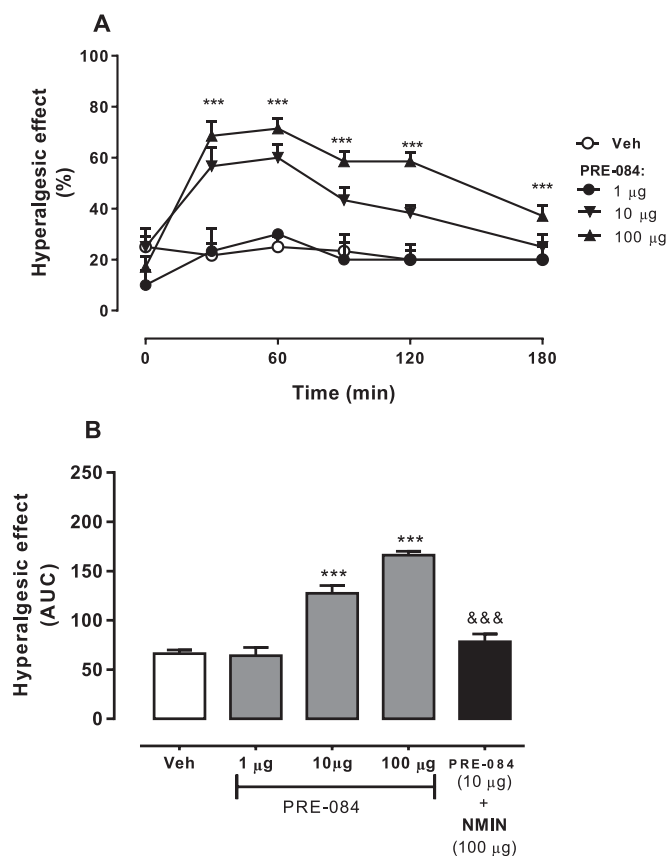 A
100
80
60
40
20
0
Hyperalgesic effect
(%)
*** *** *** *** ***
0 60 120 180
Time (min)
Veh
PRE-084:
1 µg
10 µg
100 µg
B
250
200
150
100
50
0
Hyperalgesic effect
(AUC)
*** *** &&&
Veh 1 µg 10µg 100 µg PRE-084
(10 µg)
+
NMIN
(100 µg)
PRE-084